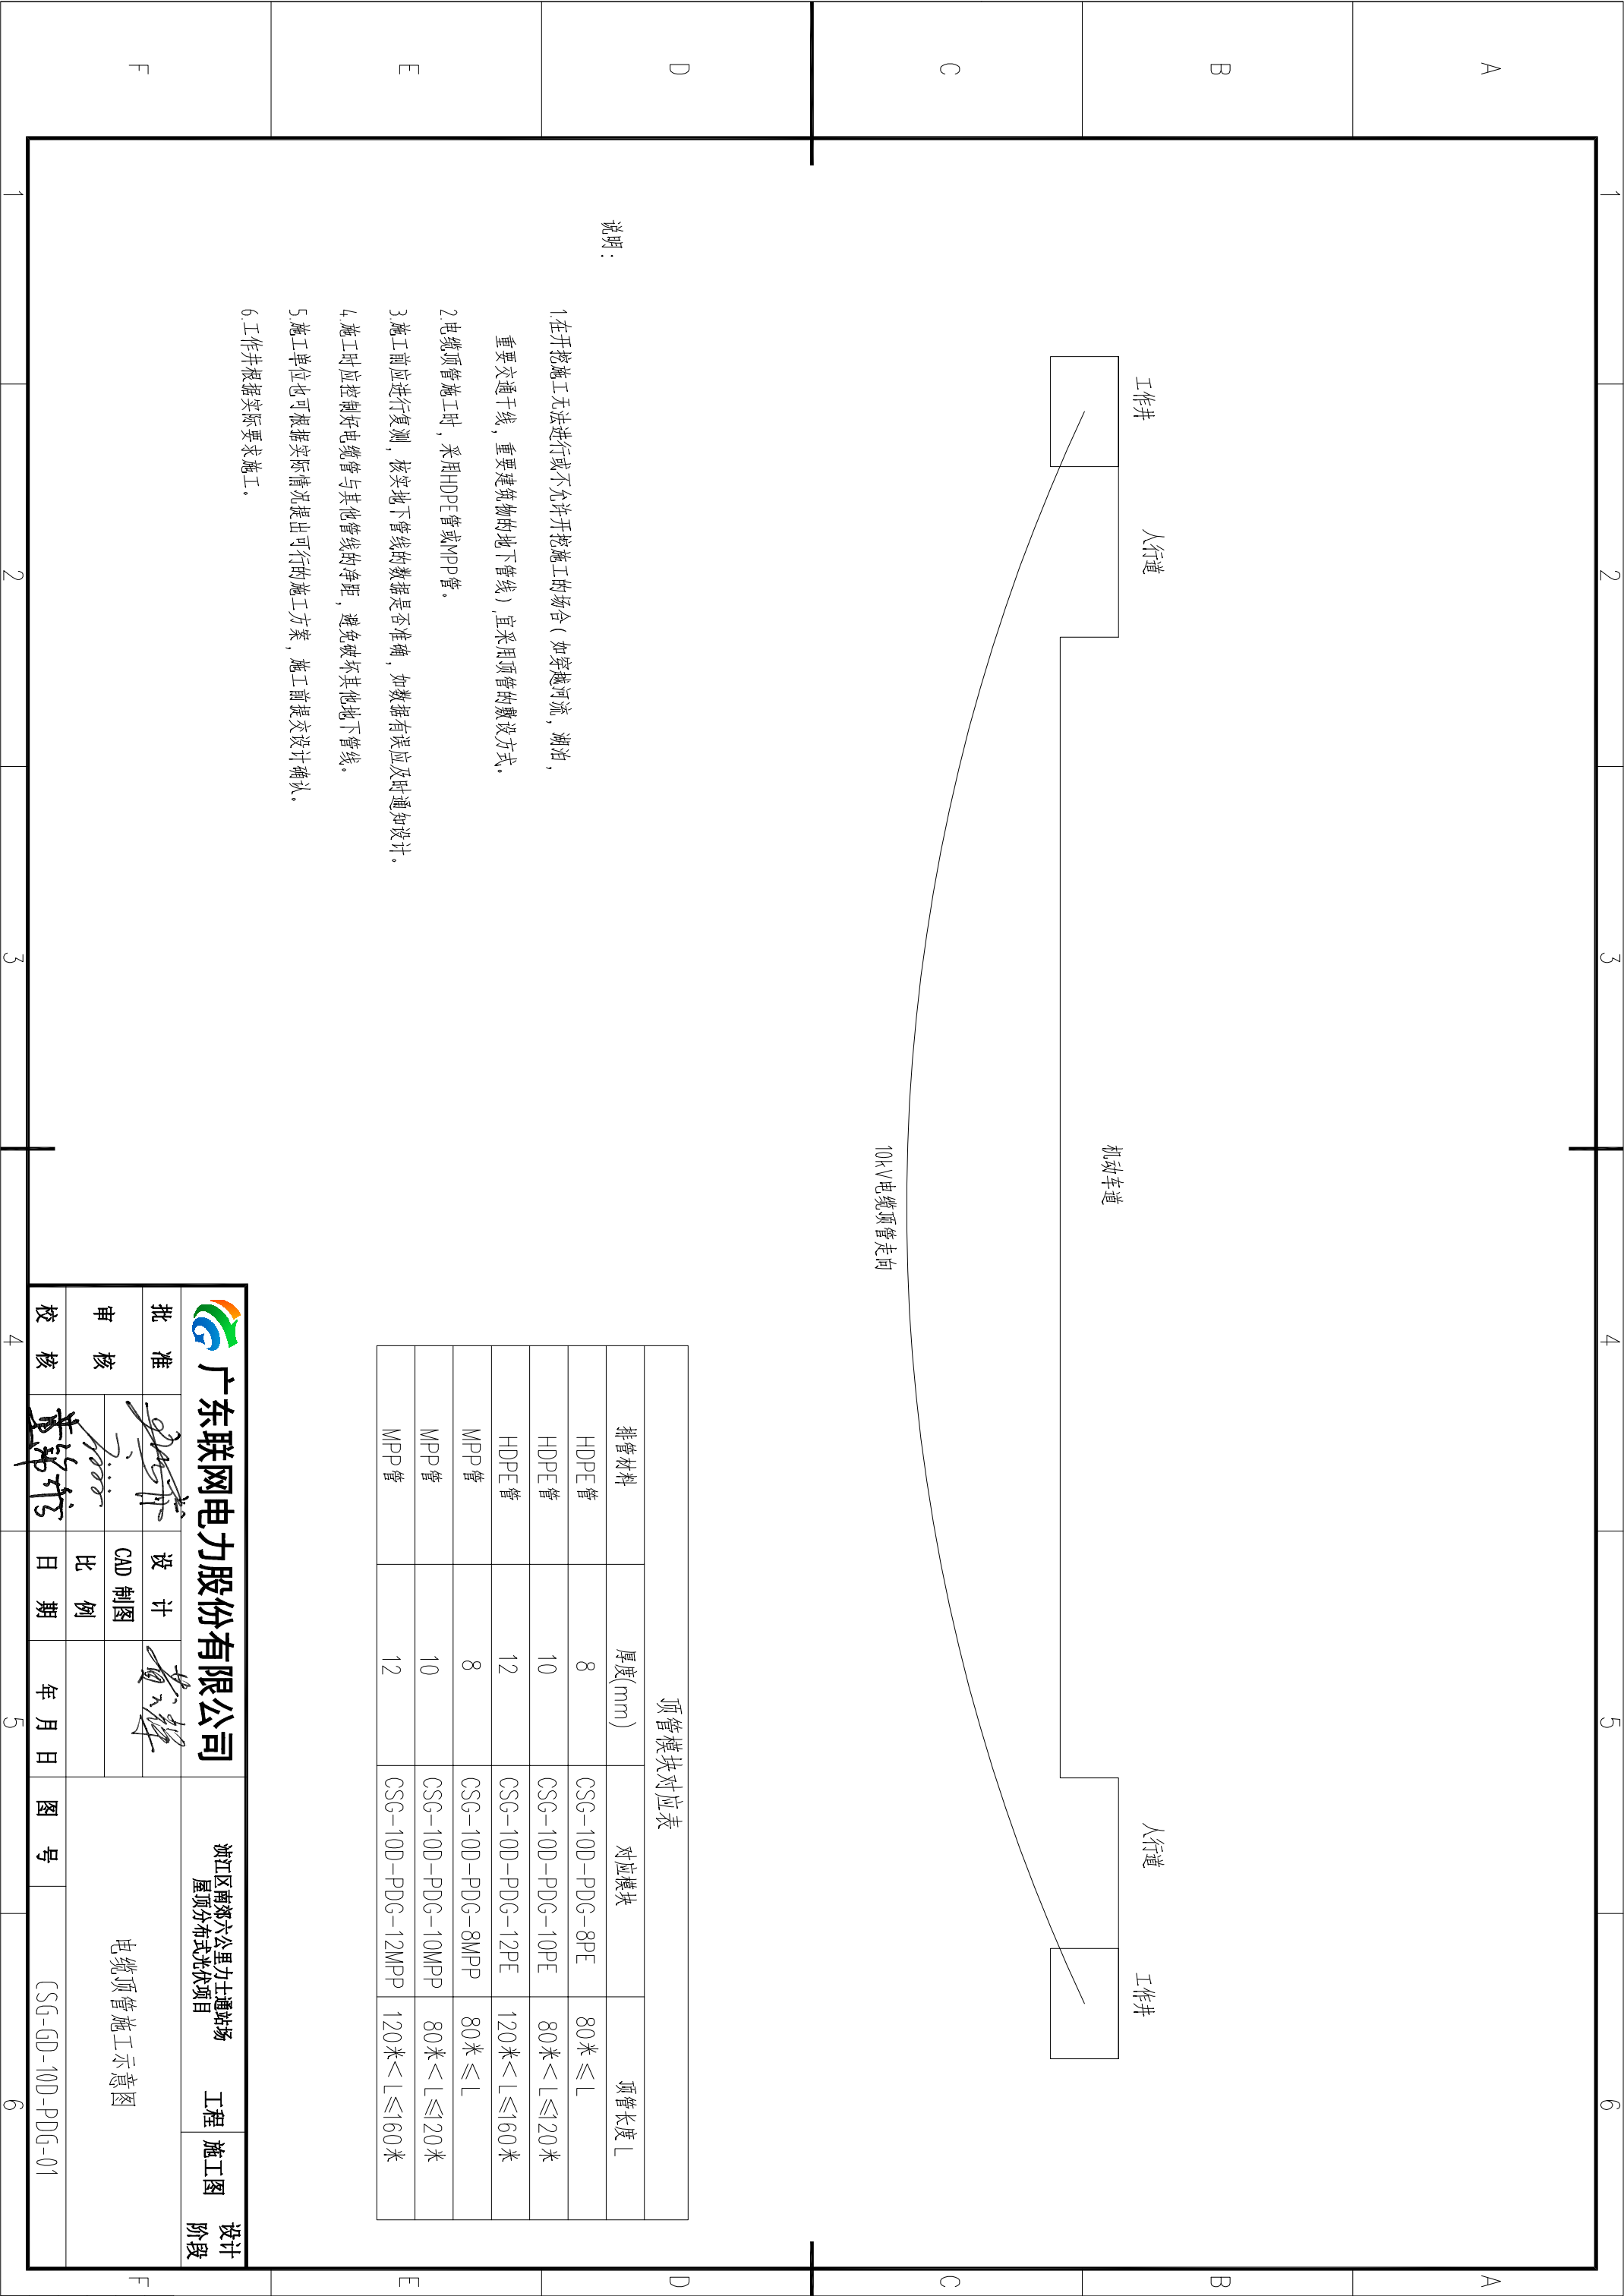 1 2 3 4 5 6
A
B
C
D
E
F
工作井
人行道
机动车道
人行道
工作井
10kV电缆顶管走向
说明：
1.在开挖施工无法进行或不允许开挖施工的场合(如穿越河流，湖泊，
重要交通干线，重要建筑物的地下管线),宜采用顶管的敷设方式。
2.电缆顶管施工时，采用HDPE管或MPP管。
3.施工前应进行复测，核实地下管线的数据是否准确，如数据有误应及时通知设计。
4.施工时应控制好电缆管与其他管线的净距，避免破坏其他地下管线。
5.施工单位也可根据实际情况提出可行的施工方案，施工前提交设计确认。
6.工作井根据实际要求施工。
顶管模块对应表
排管材料 厚度(mm) 对应模块 顶管长度L
HDPE管 8 CSG-10D-PDG-8PE 80米≤L
HDPE管 10 CSG-10D-PDG-10PE 80米<L≤120米
HDPE管 12 CSG-10D-PDG-12PE 120米<L≤160米
MPP管 8 CSG-10D-PDG-8MPP 80米≤L
MPP管 10 CSG-10D-PDG-10MPP 80米<L≤120米
MPP管 12 CSG-10D-PDG-12MPP 120米<L≤160米
广东联网电力股份有限公司
浈江区南郊六公里力士通站场
屋顶分布式光伏项目
工程
施工图
设计
阶段
批 准
设 计
审 核
CAD 制图
比 例
校 核
日 期
年 月 日
电缆顶管施工示意图
图 号
CSG-GD-10D-PDG-01
A
B
C
D
E
F
1 2 3 4 5 6